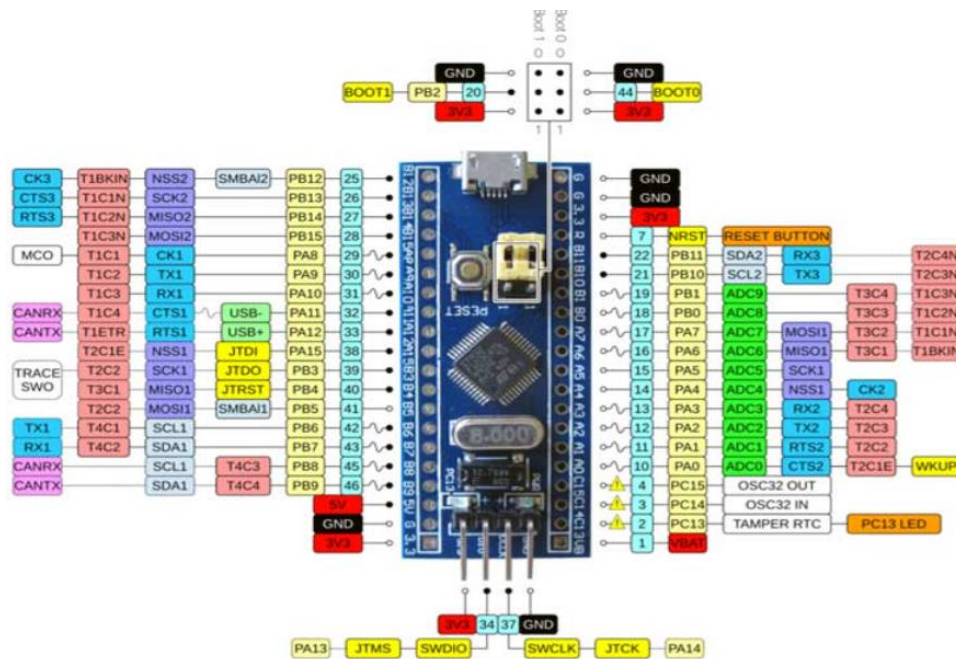 Boot 1 O O Boot 0
GND GND
BOOT1 PB2 20 44 BOOT0
3V3 3V3
1 1
CK3 T1BKIN NSS2 SMBAI2 PB12 25 GND
CTS3 T1C1N SCK2 PB13 26 GND
RTS3 T1C2N MISO2 PB14 27 3V3
T1C3N MOSI2 PB15 28 7 NRST RESET BUTTON
MCO T1C1 CK1 PA8 29 22 PB11 SDA2 RX3 T2C4N
T1C2 TX1 PA9 30 21 PB10 SCL2 TX3 T2C3N
T1C3 RX1 PA10 31 19 PB1 ADC9 T3C4 T1C3N
CANRX T1C4 CTS1 USB- PA11 32 18 PB0 ADC8 T3C3 T1C2N
CANTX T1ETR RTS1 USB+ PA12 33 17 PA7 ADC7 MOSI1 T3C2 T1C1N
T2C1E NSS1 JTDI PA15 38 16 PA6 ADC6 MISO1 T3C1 T1BKIN
TRACE SWO T2C2 SCK1 JTDO PB3 39 15 PA5 ADC5 SCK1
T3C1 MISO1 JTRST PB4 40 14 PA4 ADC4 NSS1 CK2
T2C2 MOSI1 SMBAI1 PB5 41 13 PA3 ADC3 RX2 T2C4
TX1 T4C1 SCL1 PB6 42 12 PA2 ADC2 TX2 T2C3
RX1 T4C2 SDA1 PB7 43 11 PA1 ADC1 RTS2 T2C2
CANRX SCL1 T4C3 PB8 45 10 PA0 ADC0 CTS2 T2C1E WKUP
CANTX SDA1 T4C4 PB9 46 4 PC15 OSC32 OUT
5V 3 PC14 OSC32 IN
GND 2 PC13 TAMPER RTC PC13 LED
3V3 1 VBAT
RESET
8.000
PC13
3V3 34 37 GND
PA13 JTMS SWDIO SWCLK JTCK PA14